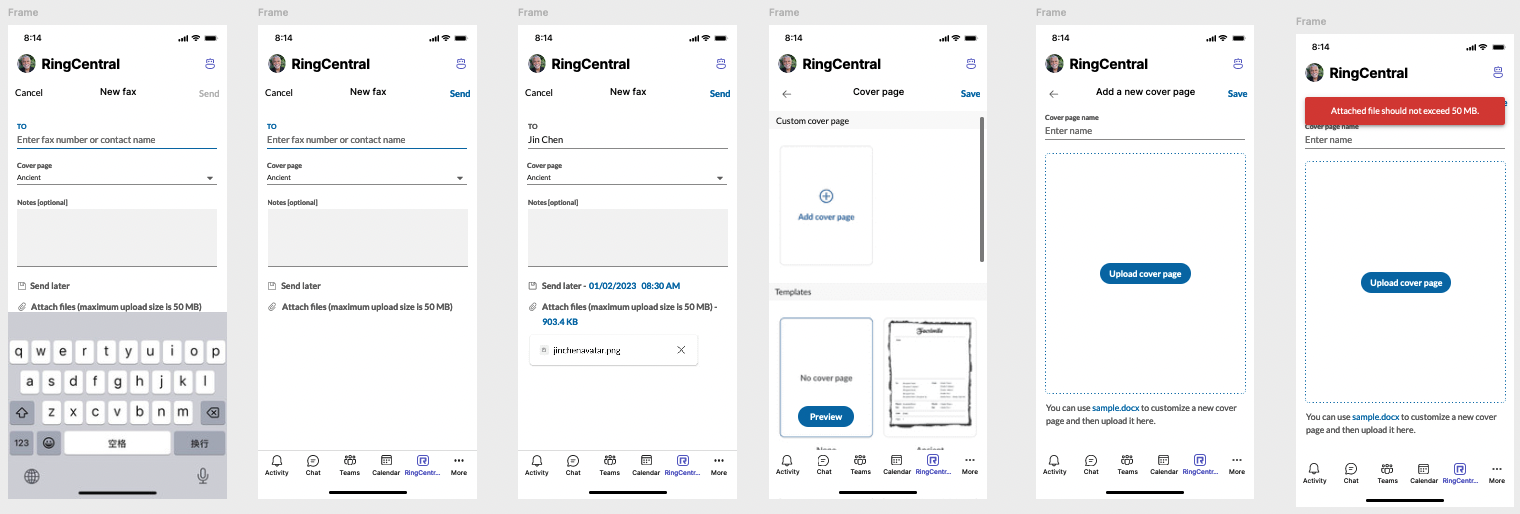 Frame
8:14
RingCentral
Cancel New fax Send
TO
Enter fax number or contact name
Cover page
Ancient
Notes [optional]
Send later
Attach files (maximum upload size is 50 MB)
q w e r t y u i o p
a s d f g h j k l
z x c v b n m
123 空格 换行
Frame
8:14
RingCentral
Cancel New fax Send
TO
Enter fax number or contact name
Cover page
Ancient
Notes [optional]
Send later
Attach files (maximum upload size is 50 MB)
Activity Chat Teams Calendar RingCentr... More
Frame
8:14
RingCentral
Cancel New fax Send
TO
Jin Chen
Cover page
Ancient
Notes [optional]
Send later - 01/02/2023 08:30 AM
Attach files (maximum upload size is 50 MB) -
903.4 KB
jinchenavatar.png
Activity Chat Teams Calendar RingCentr... More
Frame
8:14
RingCentral
Cover page Save
Custom cover page
Add cover page
Templates
No cover page
Preview
Facsimile
None Ancient
Activity Chat Teams Calendar RingCentr... More
Frame
8:14
RingCentral
Add a new cover page Save
Cover page name
Enter name
Upload cover page
You can use sample.docx to customize a new cover
page and then upload it here.
Activity Chat Teams Calendar RingCentr... More
Frame
8:14
RingCentral
Attached file should not exceed 50 MB.
Cover page name
Enter name
Upload cover page
You can use sample.docx to customize a new cover
page and then upload it here.
Activity Chat Teams Calendar RingCentr... More